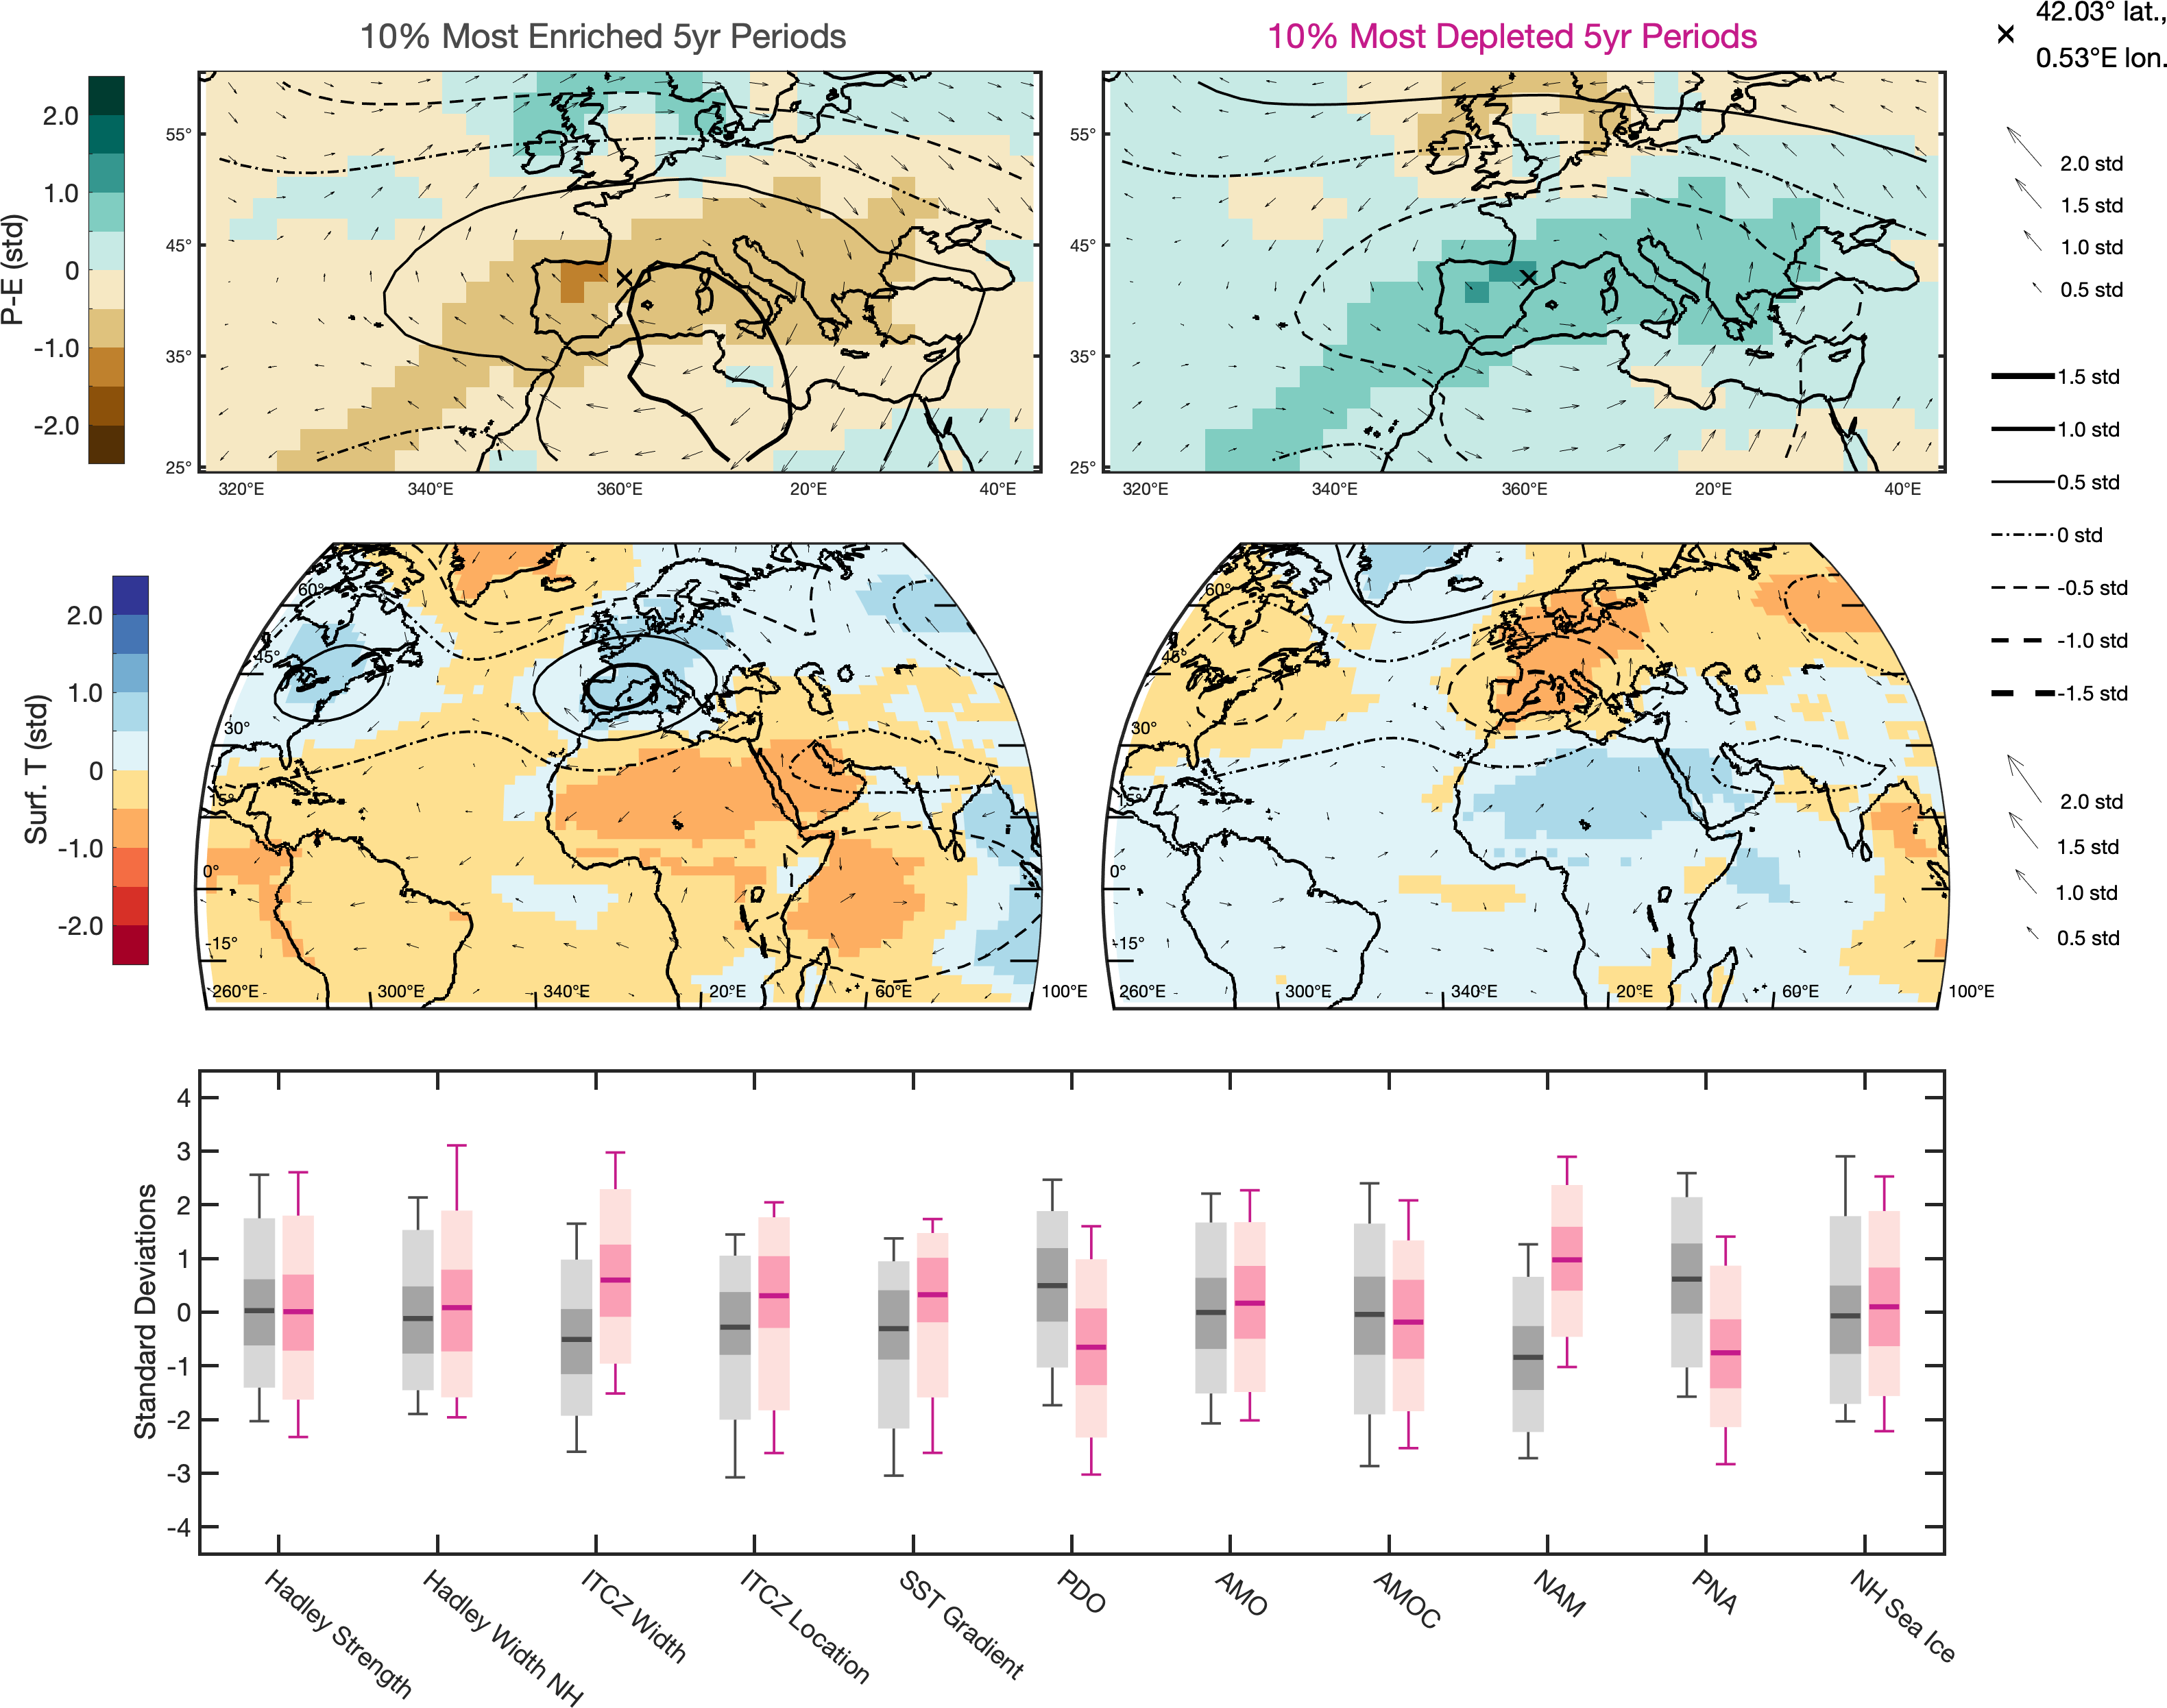 10% Most Enriched 5yr Periods
10% Most Depleted 5yr Periods
42.03° lat.,
0.53°E lon.
P-E (std)
2.0
1.0
0
-1.0
-2.0
55°
45°
35°
25°
320°E
340°E
360°E
20°E
40°E
55°
45°
35°
25°
320°E
340°E
360°E
20°E
40°E
2.0 std
1.5 std
1.0 std
0.5 std
1.5 std
1.0 std
0.5 std
0 std
-0.5 std
-1.0 std
-1.5 std
Surf. T (std)
2.0
1.0
0
-1.0
-2.0
60°
45°
30°
15°
0°
-15°
260°E
300°E
340°E
20°E
60°E
100°E
60°
45°
30°
15°
0°
-15°
260°E
300°E
340°E
20°E
60°E
100°E
2.0 std
1.5 std
1.0 std
0.5 std
Standard Deviations
4
3
2
1
0
-1
-2
-3
-4
Hadley Strength
Hadley Width NH
ITCZ Width
ITCZ Location
SST Gradient
PDO
AMO
AMOC
NAM
PNA
NH Sea Ice